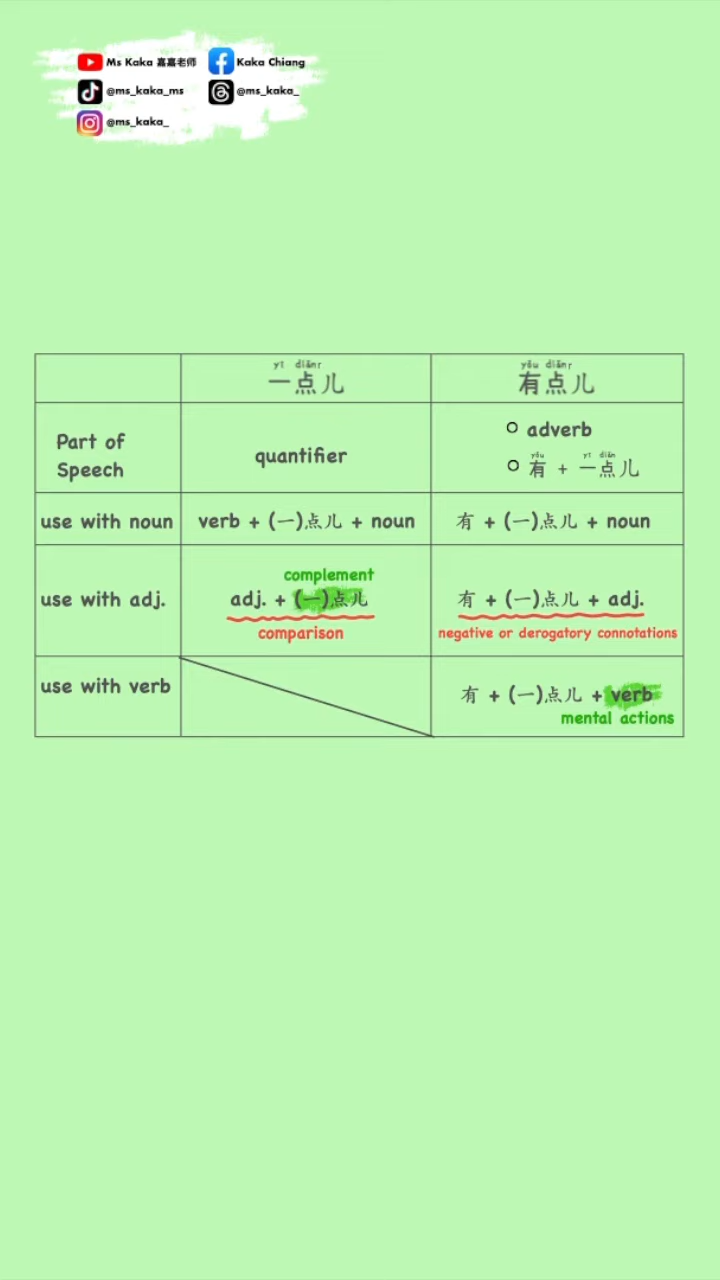 Ms Kaka 嘉嘉老师
Kaka Chiang
@ms_kaka_ms
@ms_kaka_
@ms_kaka_
yī diǎnr
一点儿
yǒu diǎnr
有点儿
Part of
Speech
quantifier
adverb
yǒu yī diǎn
有 + 一点儿
use with noun
verb + (一)点儿 + noun
有 + (一)点儿 + noun
use with adj.
complement
adj. + (一)点儿
comparison
有 + (一)点儿 + adj.
negative or derogatory connotations
use with verb
有 + (一)点儿 + verb
mental actions